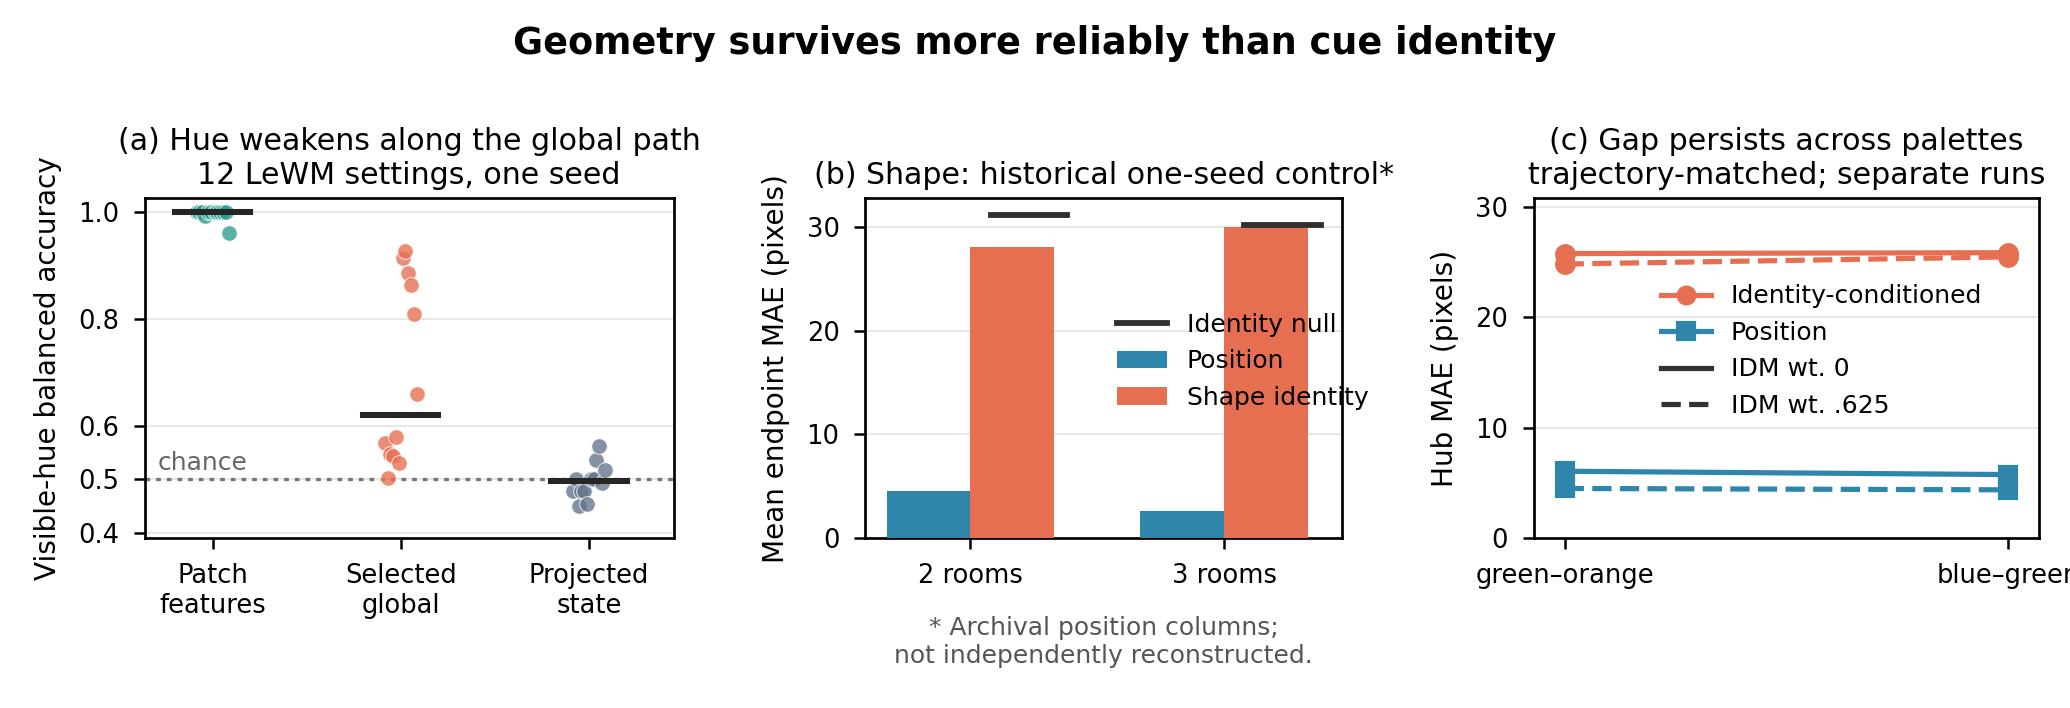 Geometry survives more reliably than cue identity
(a) Hue weakens along the global path
12 LeWM settings, one seed
Visible-hue balanced accuracy
1.0
0.8
0.6
0.5
0.4
chance
Patch
features
Selected
global
Projected
state
(b) Shape: historical one-seed control*
Mean endpoint MAE (pixels)
30
20
10
0
Identity null
Position
Shape identity
2 rooms
3 rooms
* Archival position columns;
not independently reconstructed.
(c) Gap persists across palettes
trajectory-matched; separate runs
Hub MAE (pixels)
30
20
10
0
Identity-conditioned
Position
IDM wt. 0
IDM wt. .625
green–orange
blue–green